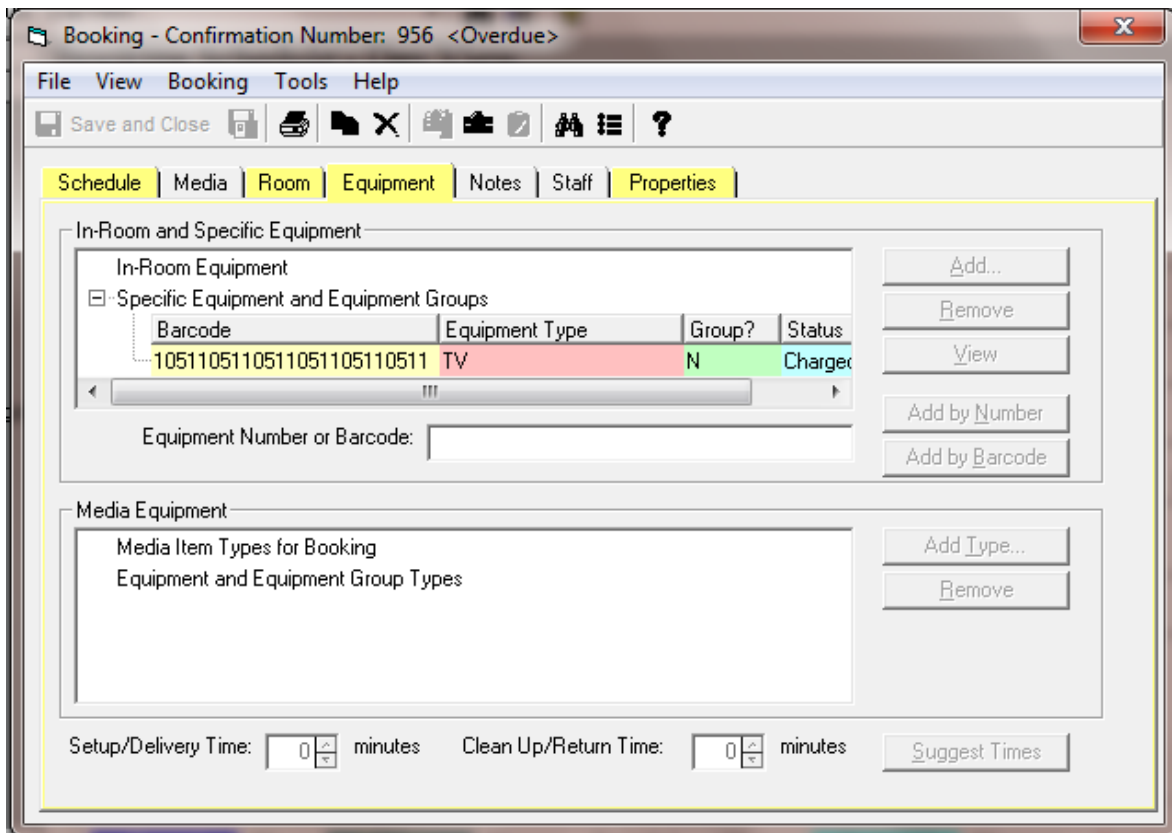 Booking - Confirmation Number: 956 <Overdue>
File View Booking Tools Help
Save and Close
Schedule Media Room Equipment Notes Staff Properties
In-Room and Specific Equipment
In-Room Equipment
Add...
Specific Equipment and Equipment Groups
Remove
Barcode Equipment Type Group? Status
10511051105110511051105110511 TV N Charged
View
Add by Number
Equipment Number or Barcode:
Add by Barcode
Media Equipment
Media Item Types for Booking
Add Type...
Equipment and Equipment Group Types
Remove
Setup/Delivery Time: 0 minutes Clean Up/Return Time: 0 minutes Suggest Times